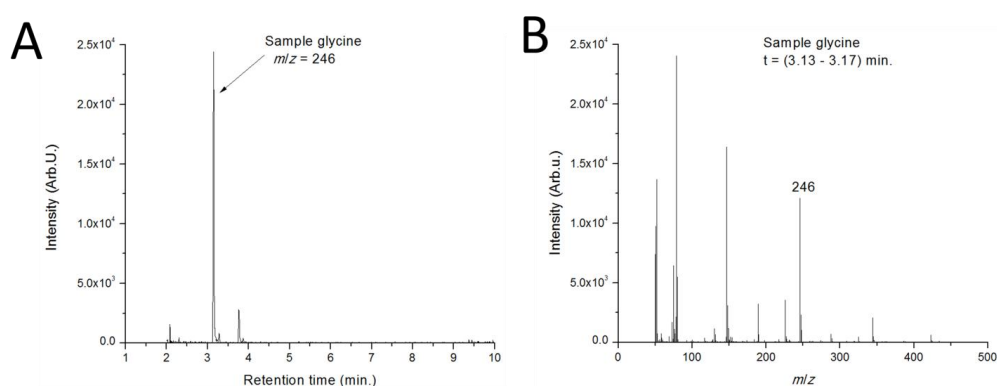 A
2.5x10⁴
2.0x10⁴
1.5x10⁴
1.0x10⁴
5.0x10³
0.0
Intensity (Arb.U.)
Sample glycine
m/z = 246
1 2 3 4 5 6 7 8 9 10
Retention time (min.)
B
2.5x10⁴
2.0x10⁴
1.5x10⁴
1.0x10⁴
5.0x10³
0.0
Intensity (Arb.U.)
Sample glycine
t = (3.13 - 3.17) min.
246
0 100 200 300 400 500
m/z